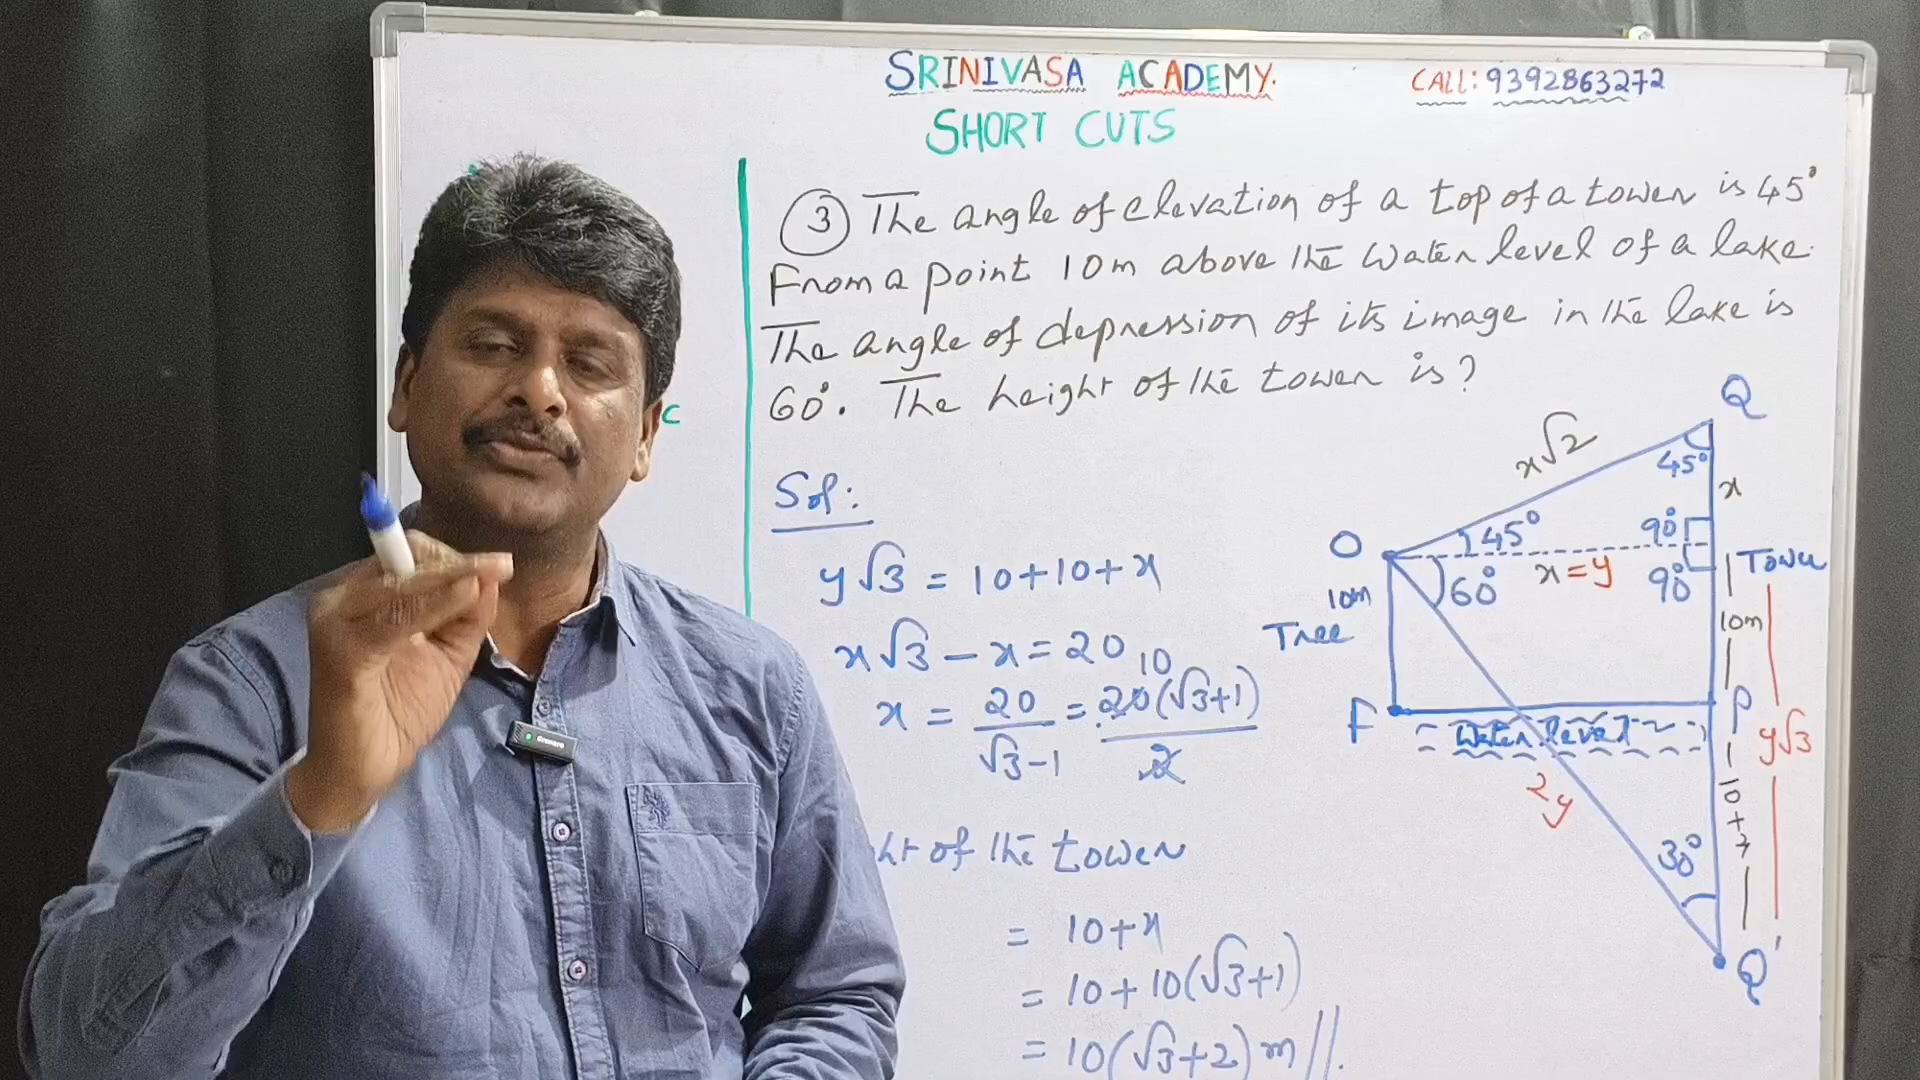 SRINIVASA ACADEMY.
CALL: 9392863272
SHORT CUTS
③ The angle of elevation of a top of a tower is 45°
From a point 10m above the water level of a lake.
The angle of depression of its image in the lake is
60°. The height of the tower is?
C
Sol:
y√3 = 10+10+x
x√3 - x = 20
x = 20/(√3-1) = 20(√3+1)/2
10
of the tower
= 10+x
= 10+10(√3+1)
= 10(√3+2) m //.
Q
x√2
45°
x
O
45°
90°
x=y
Tower
60°
90°
10m
Tree
10m
F
P
Water level
y√3
2y
10+x
30°
Q'